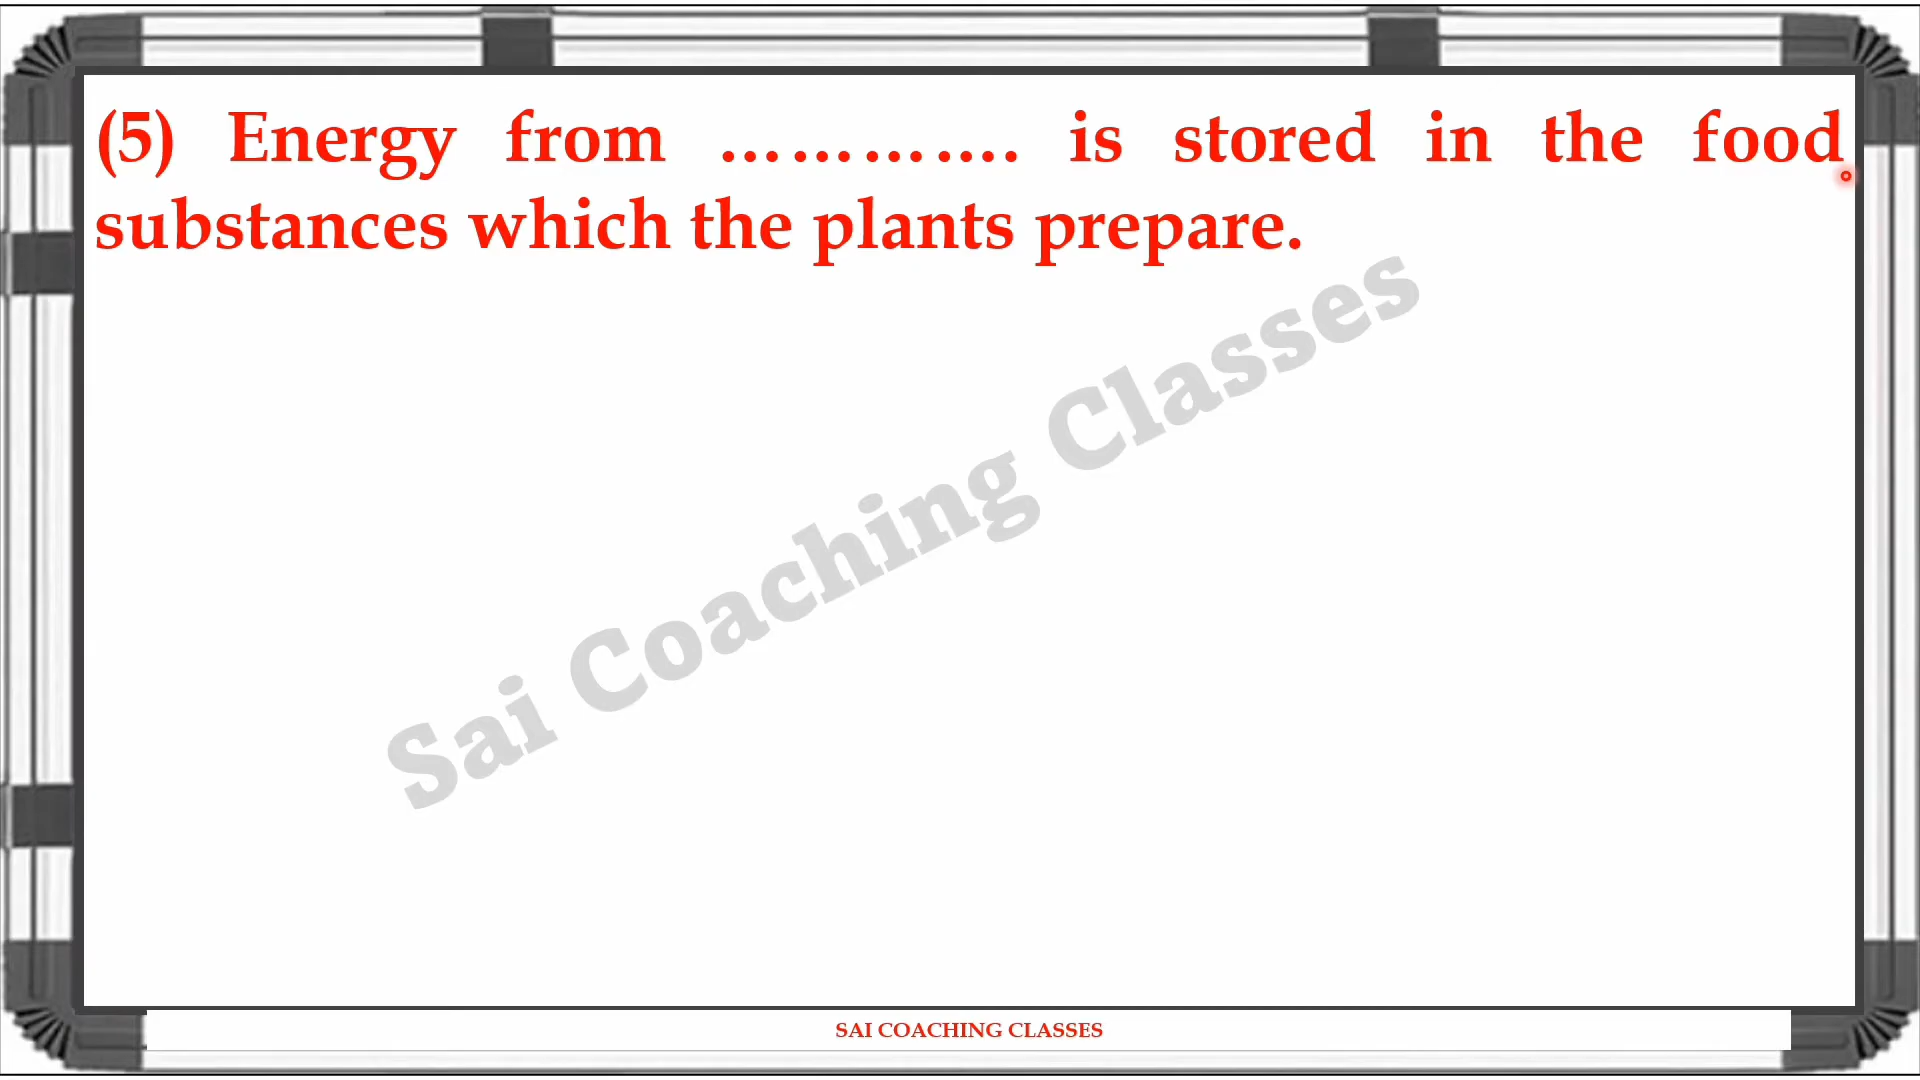 (5) Energy from …………. is stored in the food
substances which the plants prepare.
Sai Coaching Classes
SAI COACHING CLASSES